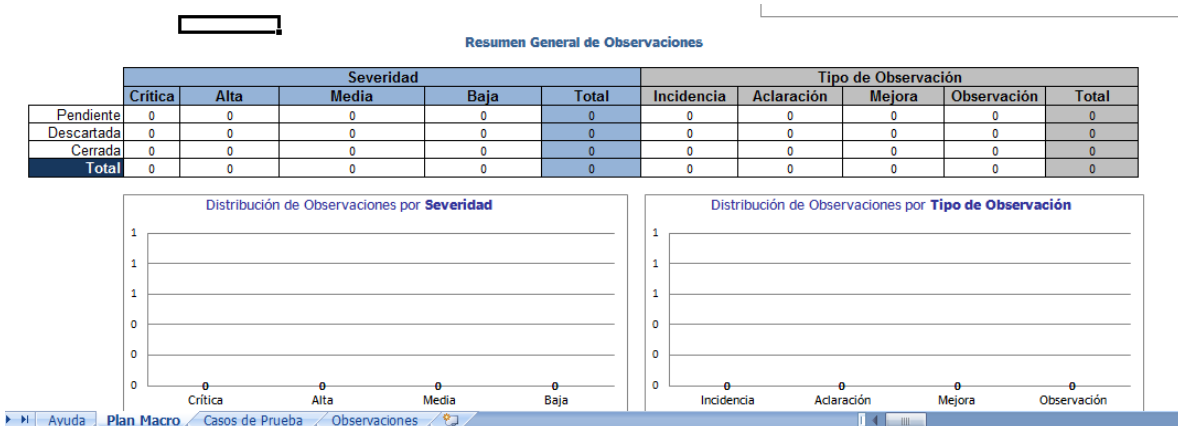 Resumen General de Observaciones
Severidad Tipo de Observación
Crítica Alta Media Baja Total Incidencia Aclaración Mejora Observación Total
Pendiente 0 0 0 0 0 0 0 0 0 0
Descartada 0 0 0 0 0 0 0 0 0 0
Cerrada 0 0 0 0 0 0 0 0 0 0
Total 0 0 0 0 0 0 0 0 0 0
Distribución de Observaciones por Severidad
1
1
1
0
0
0
0 0 0 0
Crítica Alta Media Baja
Distribución de Observaciones por Tipo de Observación
1
1
1
0
0
0
0 0 0 0
Incidencia Aclaración Mejora Observación
Ayuda Plan Macro Casos de Prueba Observaciones